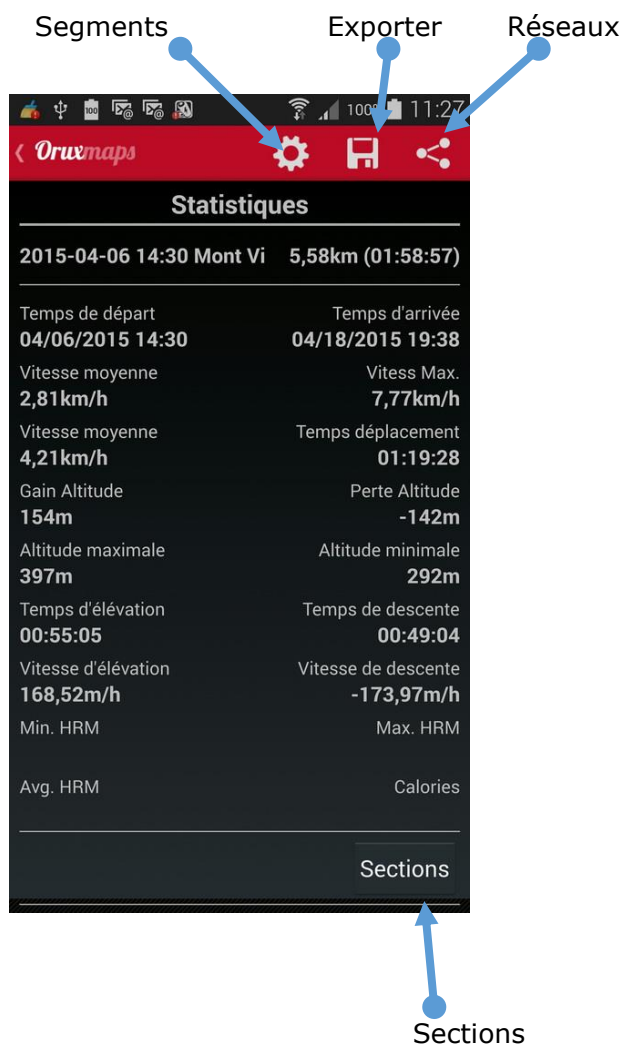 Segments Exporter Réseaux
100 100% 11:27
Oruxmaps
Statistiques
2015-04-06 14:30 Mont Vi 5,58km (01:58:57)
Temps de départ Temps d'arrivée
04/06/2015 14:30 04/18/2015 19:38
Vitesse moyenne Vitess Max.
2,81km/h 7,77km/h
Vitesse moyenne Temps déplacement
4,21km/h 01:19:28
Gain Altitude Perte Altitude
154m -142m
Altitude maximale Altitude minimale
397m 292m
Temps d'élévation Temps de descente
00:55:05 00:49:04
Vitesse d'élévation Vitesse de descente
168,52m/h -173,97m/h
Min. HRM Max. HRM
Avg. HRM Calories
Sections
Sections